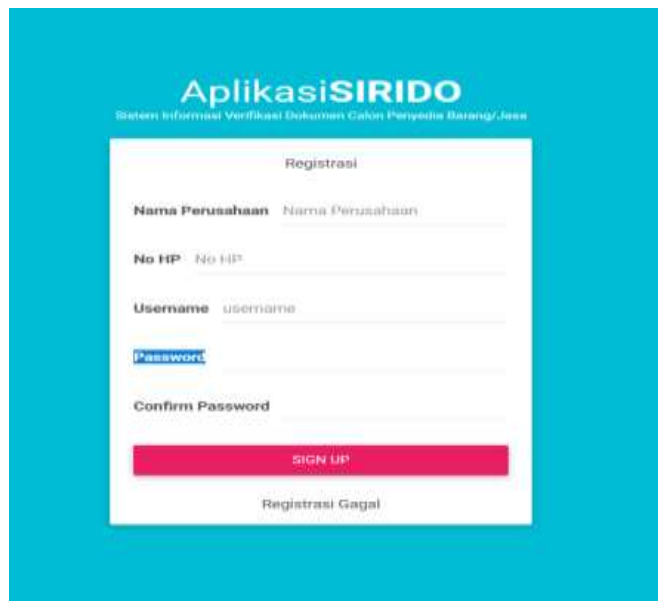 AplikasiSIRIDO
Sistem Informasi Verifikasi Dokumen Calon Penyedia Barang/Jasa
Registrasi
Nama Perusahaan Nama Perusahaan
No HP No HP
Username username
Password
Confirm Password
SIGN UP
Registrasi Gagal